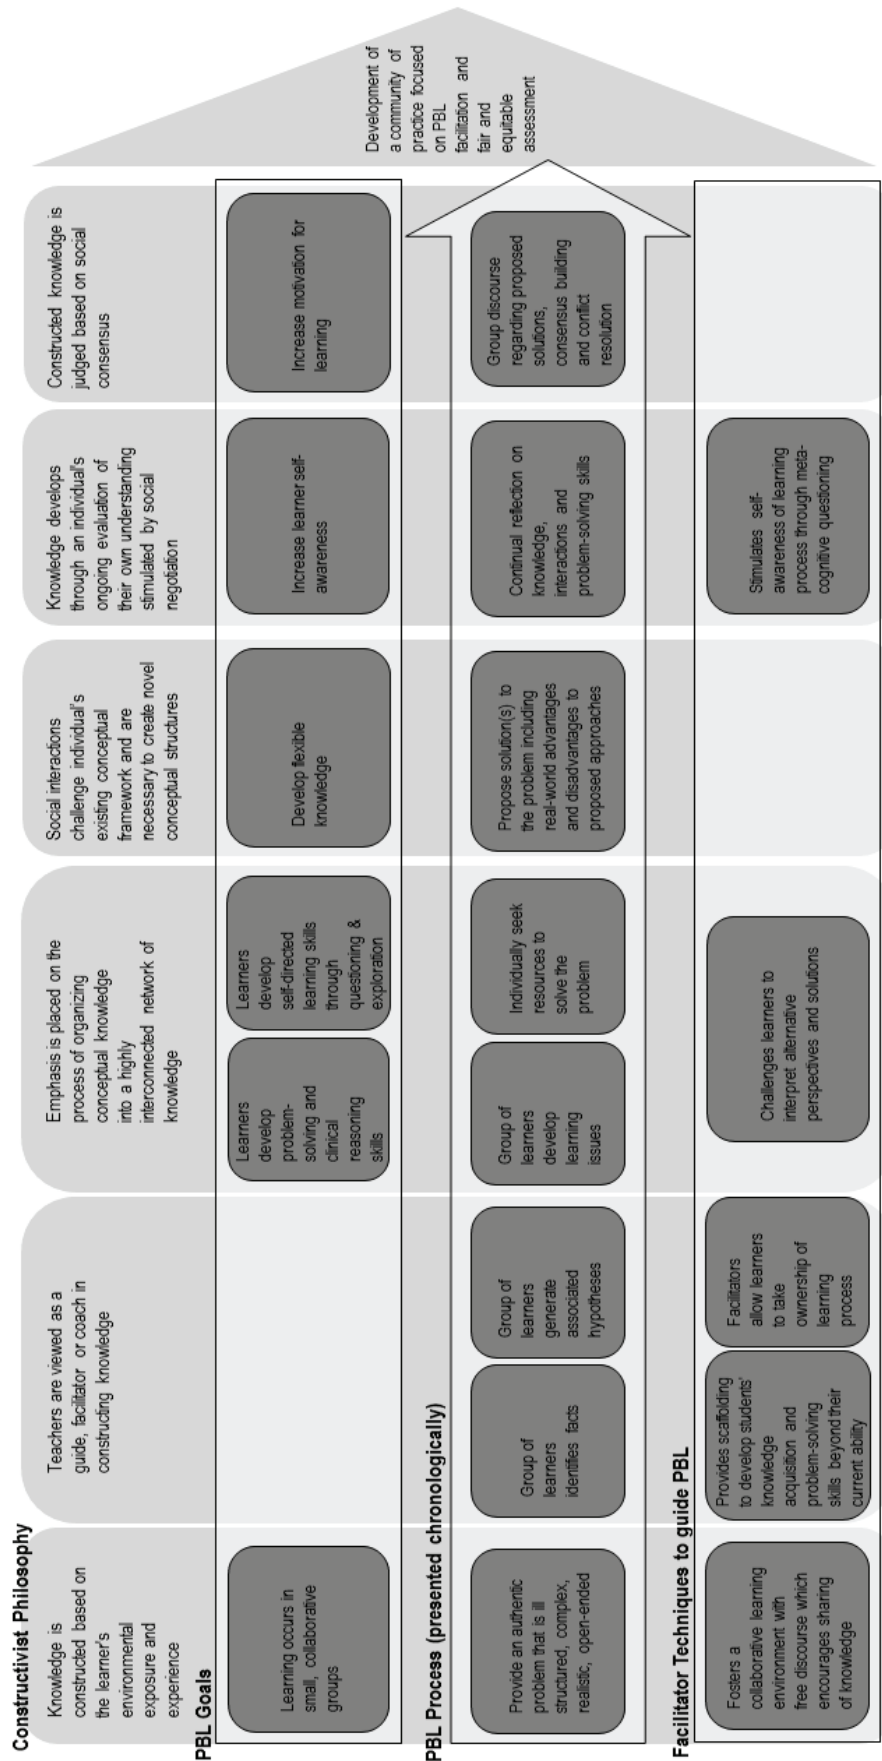 Constructivist Philosophy
Knowledge is
constructed based on
the learner's
environmental
exposure and
experience
Teachers are viewed as a
guide, facilitator or coach in
constructing knowledge
Emphasis is placed on the
process of organizing
conceptual knowledge
into a highly
interconnected network of
knowledge
Social interactions
challenge individual's
existing conceptual
framework and are
necessary to create novel
conceptual structures
Knowledge develops
through an individual's
ongoing evaluation of
their own understanding
stimulated by social
negotiation
Constructed knowledge is
judged based on social
consensus
PBL Goals
Learning occurs in
small, collaborative
groups
Learners
develop
problem-
solving and
clinical
reasoning
skills
Learners
develop
self-directed
learning skills
through
questioning &
exploration
Develop flexible
knowledge
Increase learner self-
awareness
Increase motivation for
learning
PBL Process (presented chronologically)
Provide an authentic
problem that is ill
structured, complex,
realistic, open-ended
Group of
learners
identifies facts
Group of
learners
generate
associated
hypotheses
Group of
learners
develop
learning
issues
Individually seek
resources to
solve the
problem
Propose solution(s) to
the problem including
real-world advantages
and disadvantages to
proposed approaches
Continual reflection on
knowledge,
interactions and
problem-solving skills
Group discourse
regarding proposed
solutions,
consensus building
and conflict
resolution
Facilitator Techniques to guide PBL
Fosters a
collaborative learning
environment with
free discourse which
encourages sharing
of knowledge
Provides scaffolding
to develop students'
knowledge
acquisition and
problem-solving
skills beyond their
current ability
Facilitators
allow learners
to take
ownership of
learning
process
Challenges learners to
interpret alternative
perspectives and solutions
Stimulates self-
awareness of learning
process through meta-
cognitive questioning
Development of
a community of
practice focused
on PBL
facilitation and
fair and
equitable
assessment